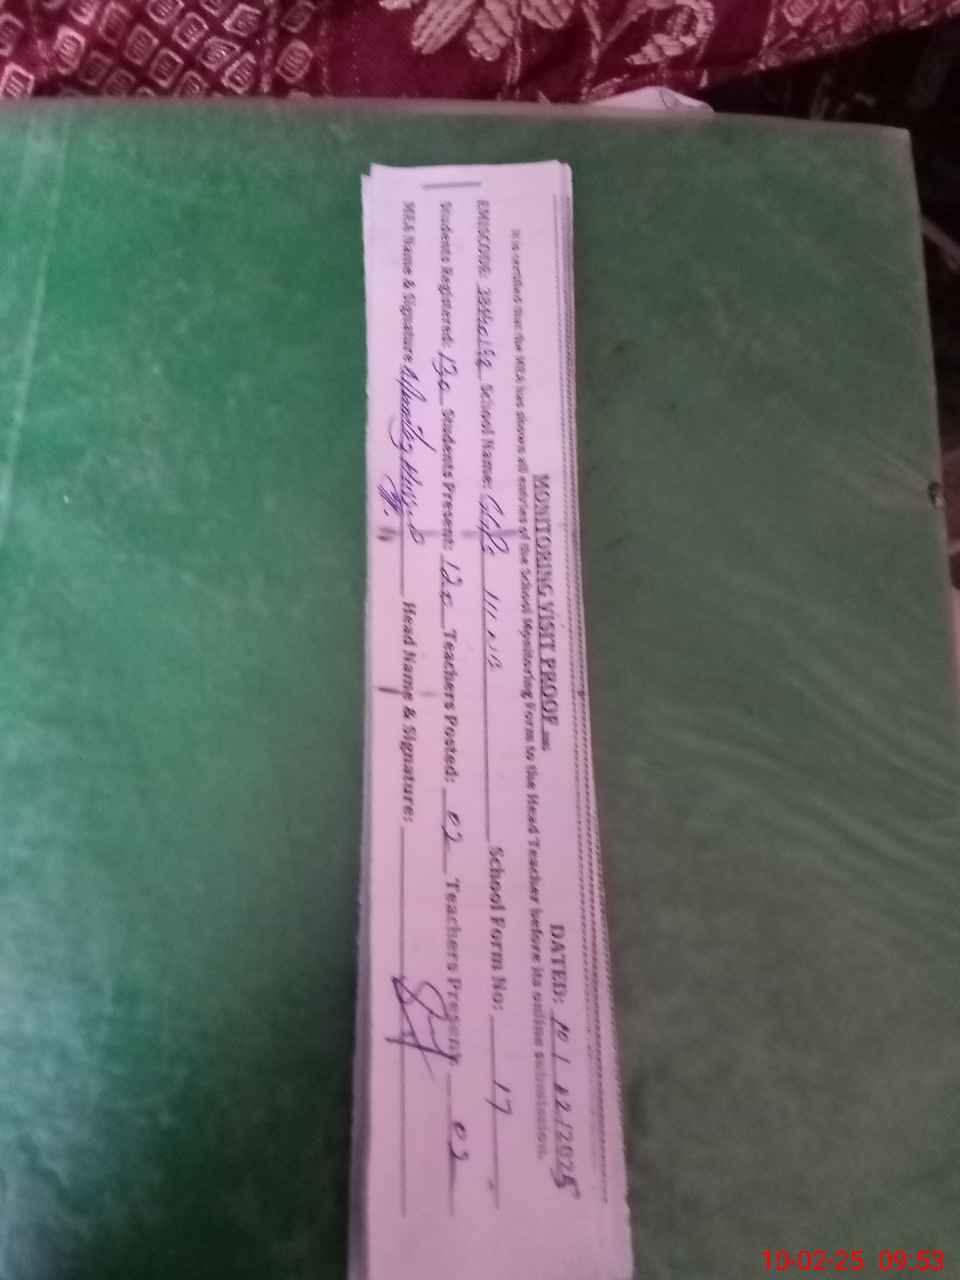 MONITORING VISIT PROOF DATED: 10/02/2025
It is certified that the MEA has shown all entries of the School Monitoring Form to the Head Teacher before its online submission.
EMISCODE: School Name: School Form No: 17
Students Registered: 130 Students Present: 120 Teachers Posted: 02 Teachers Present 02
MEA Name & Signature Head Name & Signature:
10-02-25 09:53